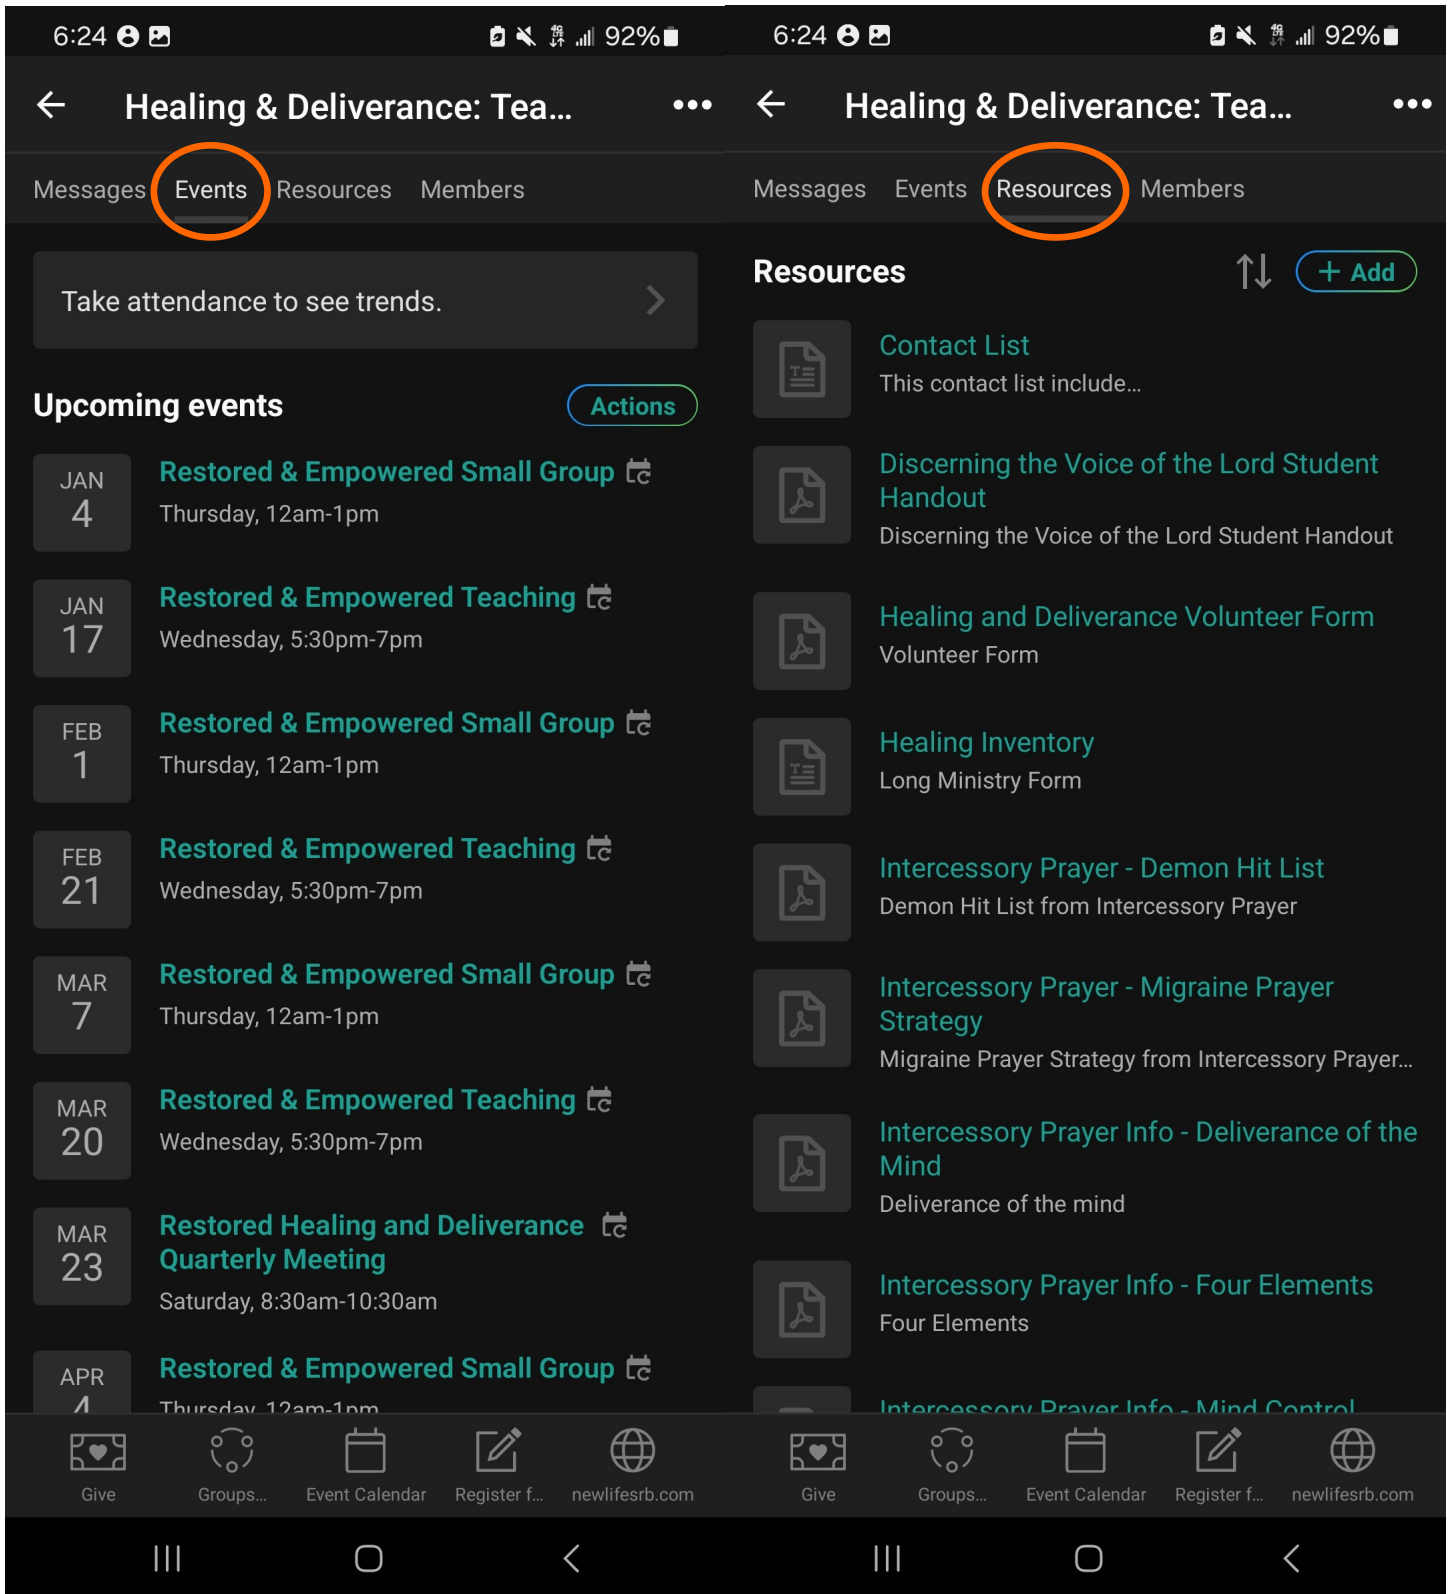 6:24
92%
Healing & Deliverance: Tea...
Messages Events Resources Members
Take attendance to see trends.
Upcoming events
Actions
JAN
4
Restored & Empowered Small Group
Thursday, 12am-1pm
JAN
17
Restored & Empowered Teaching
Wednesday, 5:30pm-7pm
FEB
1
Restored & Empowered Small Group
Thursday, 12am-1pm
FEB
21
Restored & Empowered Teaching
Wednesday, 5:30pm-7pm
MAR
7
Restored & Empowered Small Group
Thursday, 12am-1pm
MAR
20
Restored & Empowered Teaching
Wednesday, 5:30pm-7pm
MAR
23
Restored Healing and Deliverance
Quarterly Meeting
Saturday, 8:30am-10:30am
APR
4
Restored & Empowered Small Group
Thursday, 12am-1pm
Give
Groups...
Event Calendar
Register f...
newlifesrb.com
6:24
92%
Healing & Deliverance: Tea...
Messages Events Resources Members
Resources
+ Add
Contact List
This contact list include...
Discerning the Voice of the Lord Student
Handout
Discerning the Voice of the Lord Student Handout
Healing and Deliverance Volunteer Form
Volunteer Form
Healing Inventory
Long Ministry Form
Intercessory Prayer - Demon Hit List
Demon Hit List from Intercessory Prayer
Intercessory Prayer - Migraine Prayer
Strategy
Migraine Prayer Strategy from Intercessory Prayer...
Intercessory Prayer Info - Deliverance of the
Mind
Deliverance of the mind
Intercessory Prayer Info - Four Elements
Four Elements
Intercessory Prayer Info - Mind Control
Give
Groups...
Event Calendar
Register f...
newlifesrb.com